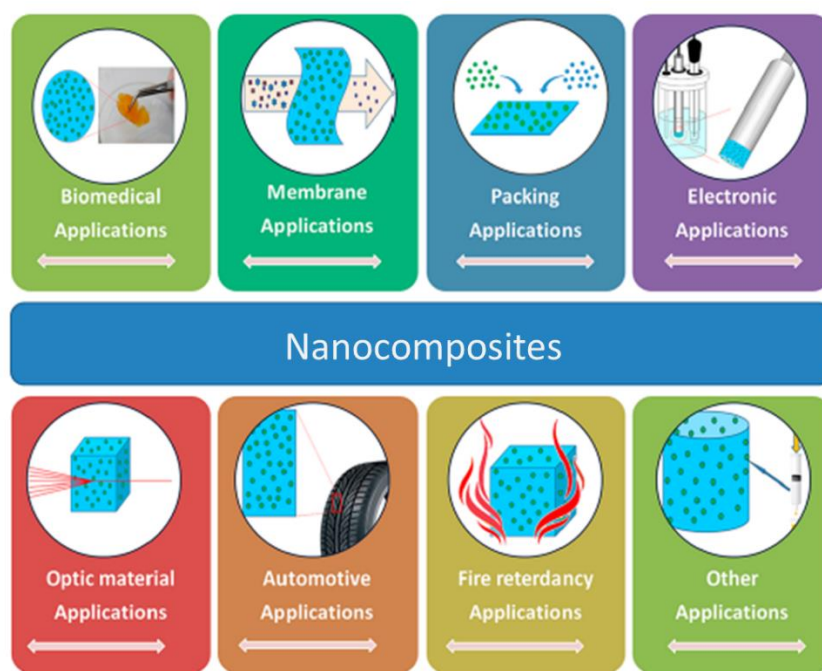 Biomedical
Applications
Membrane
Applications
Packing
Applications
Electronic
Applications
Nanocomposites
Optic material
Applications
Automotive
Applications
Fire reterdancy
Applications
Other
Applications